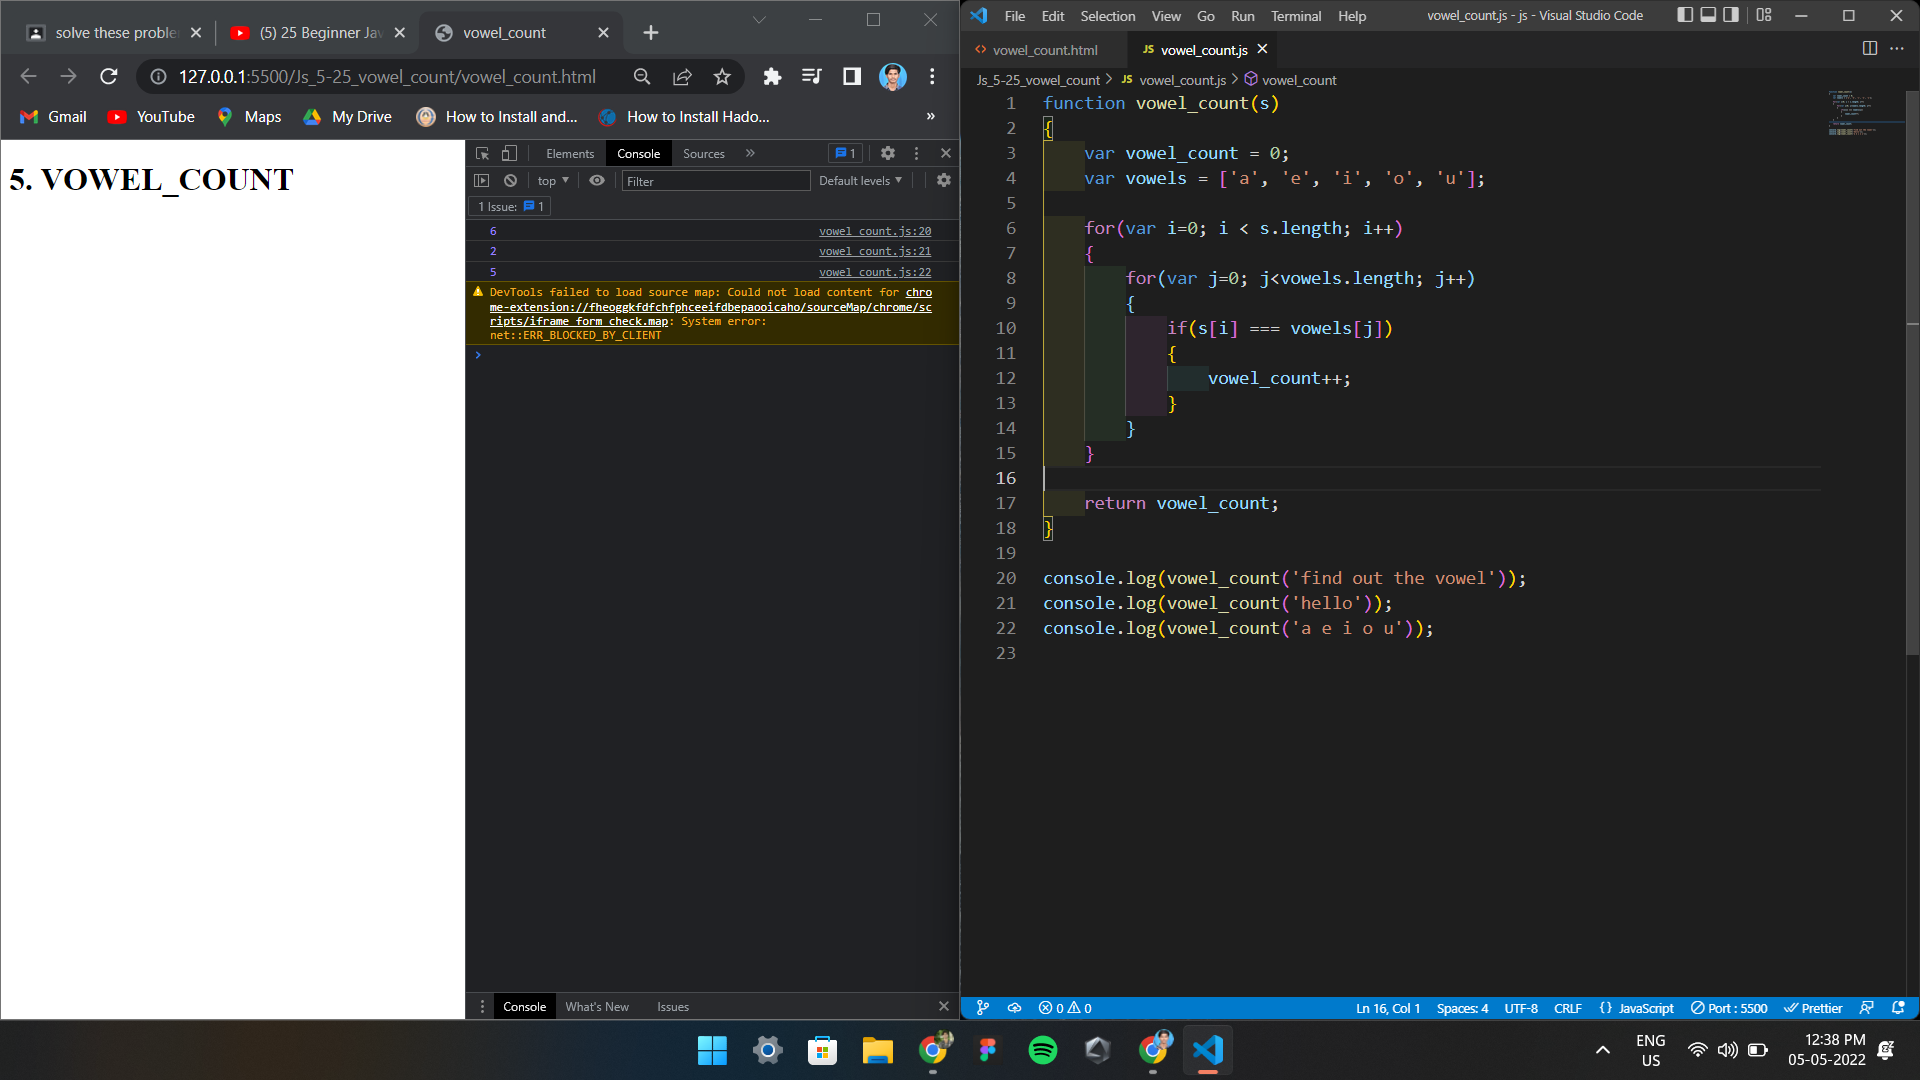 solve these proble
(5) 25 Beginner Jav
vowel_count
127.0.0.1:5500/Js_5-25_vowel_count/vowel_count.html
Gmail
YouTube
Maps
My Drive
How to Install and...
How to Install Hado...
»
5. VOWEL_COUNT
Elements
Console
Sources
»
1
top
Filter
Default levels
1 Issue: 1
6 vowel_count.js:20
2 vowel_count.js:21
5 vowel_count.js:22
DevTools failed to load source map: Could not load content for chro
me-extension://fheoggkfdfchfphceeifdbepaooicaho/sourceMap/chrome/sc
ripts/iframe_form_check.map: System error:
net::ERR_BLOCKED_BY_CLIENT
>
Console
What's New
Issues
File Edit Selection View Go Run Terminal Help
vowel_count.js - js - Visual Studio Code
<> vowel_count.html
JS vowel_count.js
Js_5-25_vowel_count > JS vowel_count.js > vowel_count
1 function vowel_count(s)
2 {
3 var vowel_count = 0;
4 var vowels = ['a', 'e', 'i', 'o', 'u'];
5
6 for(var i=0; i < s.length; i++)
7 {
8 for(var j=0; j<vowels.length; j++)
9 {
10 if(s[i] === vowels[j])
11 {
12 vowel_count++;
13 }
14 }
15 }
16
17 return vowel_count;
18 }
19
20 console.log(vowel_count('find out the vowel'));
21 console.log(vowel_count('hello'));
22 console.log(vowel_count('a e i o u'));
23
0 0
Ln 16, Col 1
Spaces: 4
UTF-8
CRLF
{} JavaScript
Port : 5500
Prettier
ENG
US
12:38 PM
05-05-2022